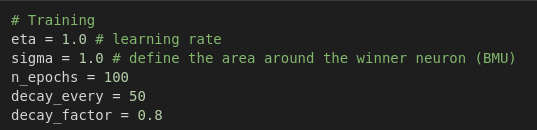 # Training
eta = 1.0 # learning rate
sigma = 1.0 # define the area around the winner neuron (BMU)
n_epochs = 100
decay_every = 50
decay_factor = 0.8